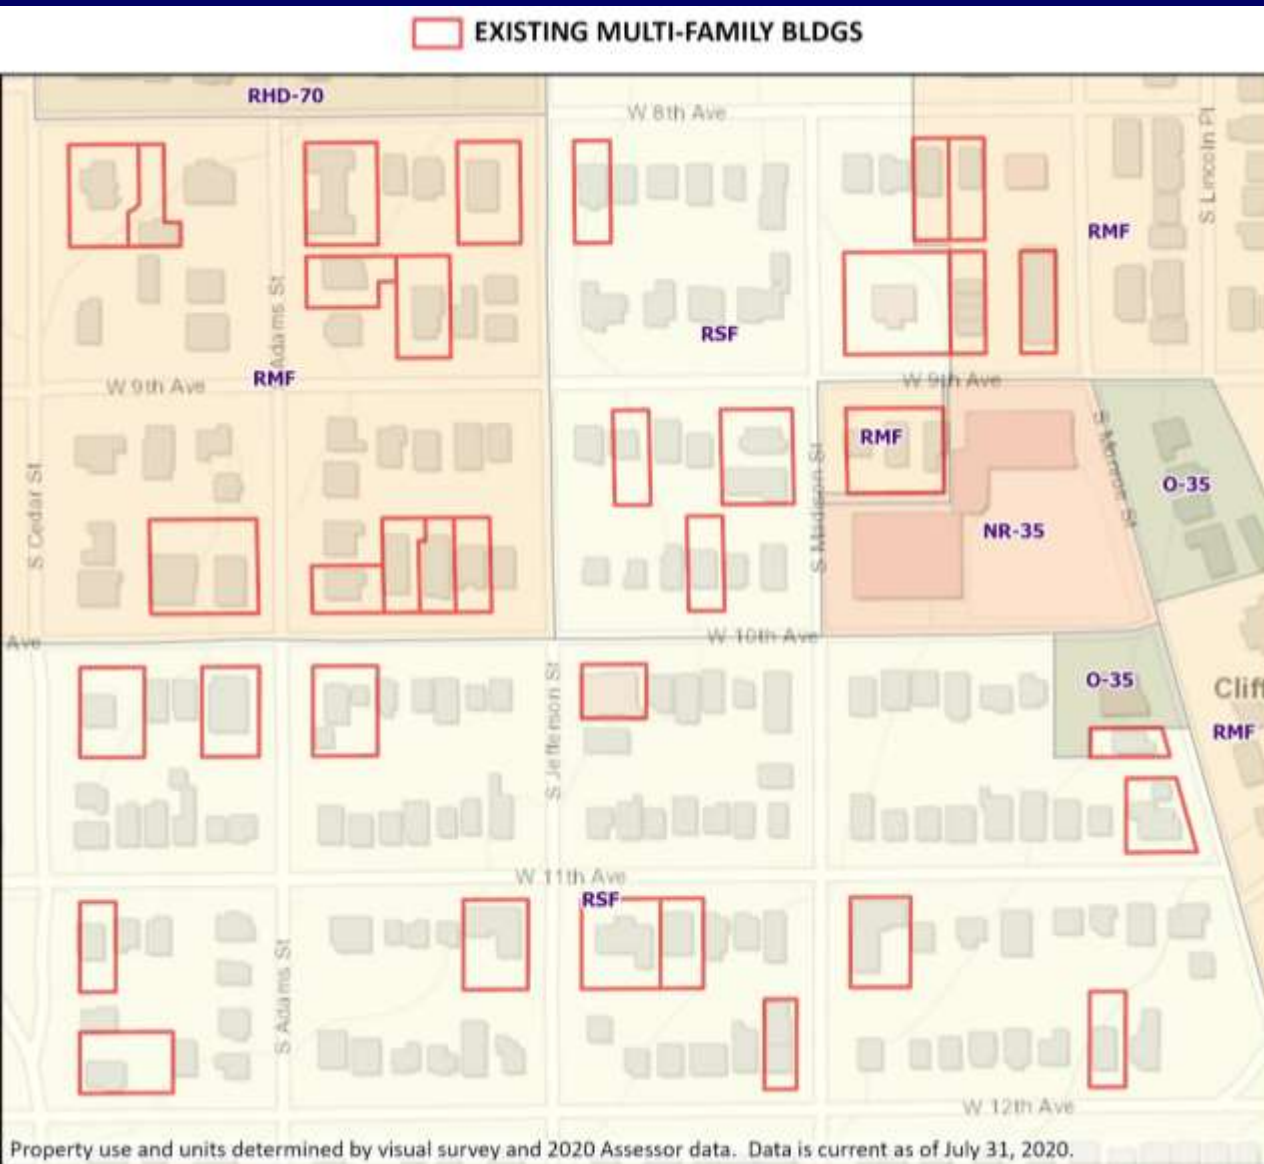 EXISTING MULTI-FAMILY BLDGS
RHD-70
W 8th Ave
S Lincoln Pl
RMF
Adams St
RSF
W 9th Ave
RMF
W 9th Ave
RMF
S Cedar St
S Madison St
S Monroe St
O-35
NR-35
Ave
W 10th Ave
S Jefferson St
O-35
Cliff
RMF
W 11th Ave
RSF
S Adams St
W 12th Ave
Property use and units determined by visual survey and 2020 Assessor data. Data is current as of July 31, 2020.